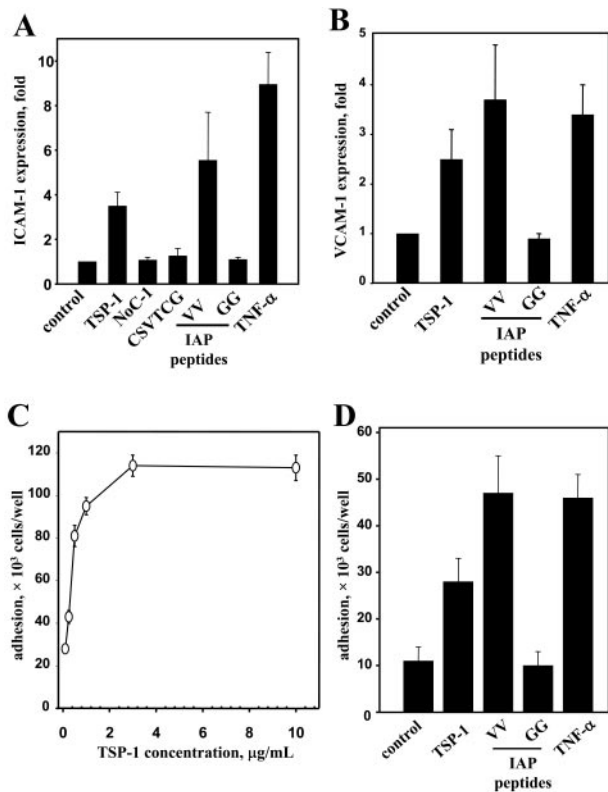 A
ICAM-1 expression, fold
10
8
6
4
2
0
control
TSP-1
NoC-1
CSVTCG
VV
GG
TNF-α
IAP
peptides
B
VCAM-1 expression, fold
5
4
3
2
1
0
control
TSP-1
VV
GG
TNF-α
IAP
peptides
C
adhesion, × 10³ cells/well
120
100
80
60
40
20
0
0
2
4
6
8
10
TSP-1 concentration, μg/mL
D
adhesion, × 10³ cells/well
60
50
40
30
20
10
0
control
TSP-1
VV
GG
TNF-α
IAP
peptides